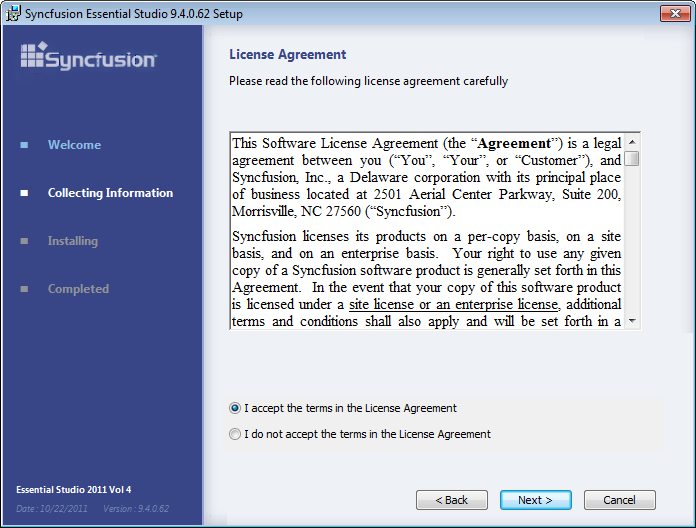 Syncfusion Essential Studio 9.4.0.62 Setup
Syncfusion
Welcome
Collecting Information
Installing
Completed
Essential Studio 2011 Vol 4
Date : 10/22/2011 Version : 9.4.0.62
License Agreement
Please read the following license agreement carefully
This Software License Agreement (the “Agreement”) is a legal
agreement between you (“You”, “Your”, or “Customer”), and
Syncfusion, Inc., a Delaware corporation with its principal place
of business located at 2501 Aerial Center Parkway, Suite 200,
Morrisville, NC 27560 (“Syncfusion”).
Syncfusion licenses its products on a per-copy basis, on a site
basis, and on an enterprise basis. Your right to use any given
copy of a Syncfusion software product is generally set forth in this
Agreement. In the event that your copy of this software product
is licensed under a site license or an enterprise license, additional
terms and conditions shall also apply and will be set forth in a
I accept the terms in the License Agreement
I do not accept the terms in the License Agreement
< Back
Next >
Cancel